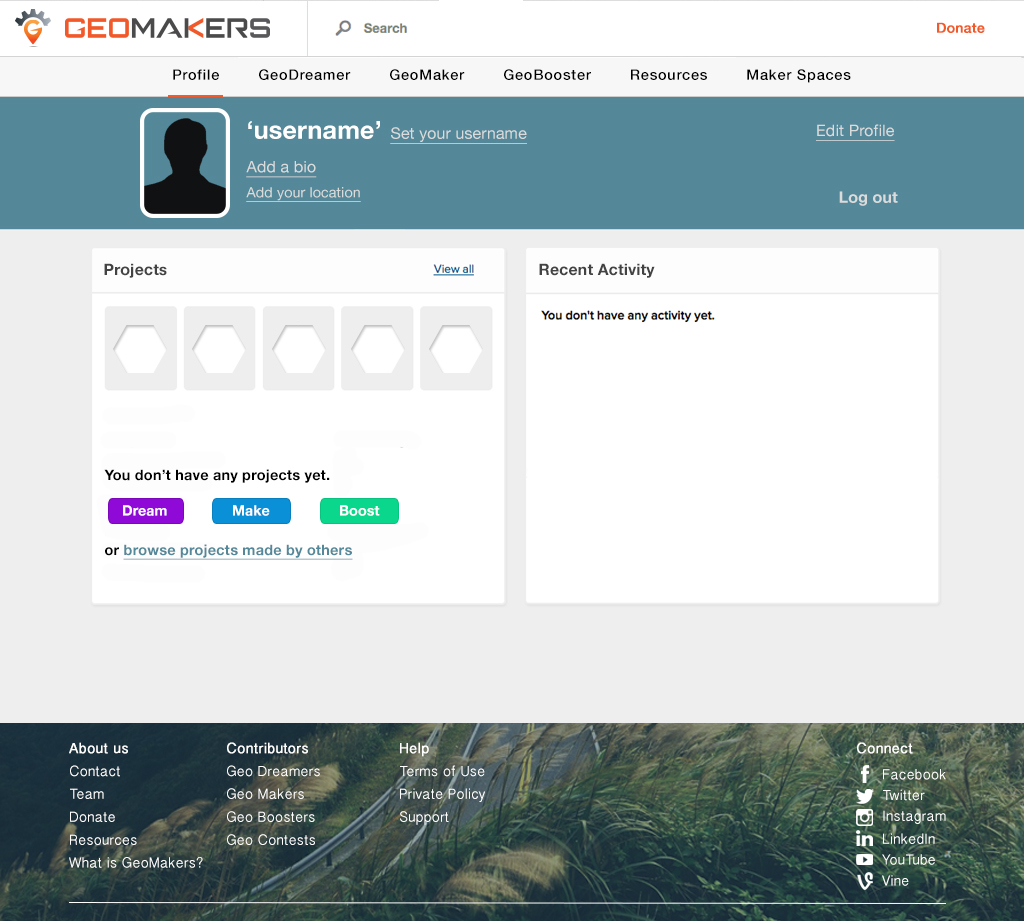 GEOMAKERS
Search
Donate
Profile
GeoDreamer
GeoMaker
GeoBooster
Resources
Maker Spaces
‘username’ Set your username
Edit Profile
Add a bio
Add your location
Log out
Projects
View all
You don’t have any projects yet.
Dream
Make
Boost
or browse projects made by others
Recent Activity
You don't have any activity yet.
About us
Contact
Team
Donate
Resources
What is GeoMakers?
Contributors
Geo Dreamers
Geo Makers
Geo Boosters
Geo Contests
Help
Terms of Use
Private Policy
Support
Connect
Facebook
Twitter
Instagram
LinkedIn
YouTube
Vine